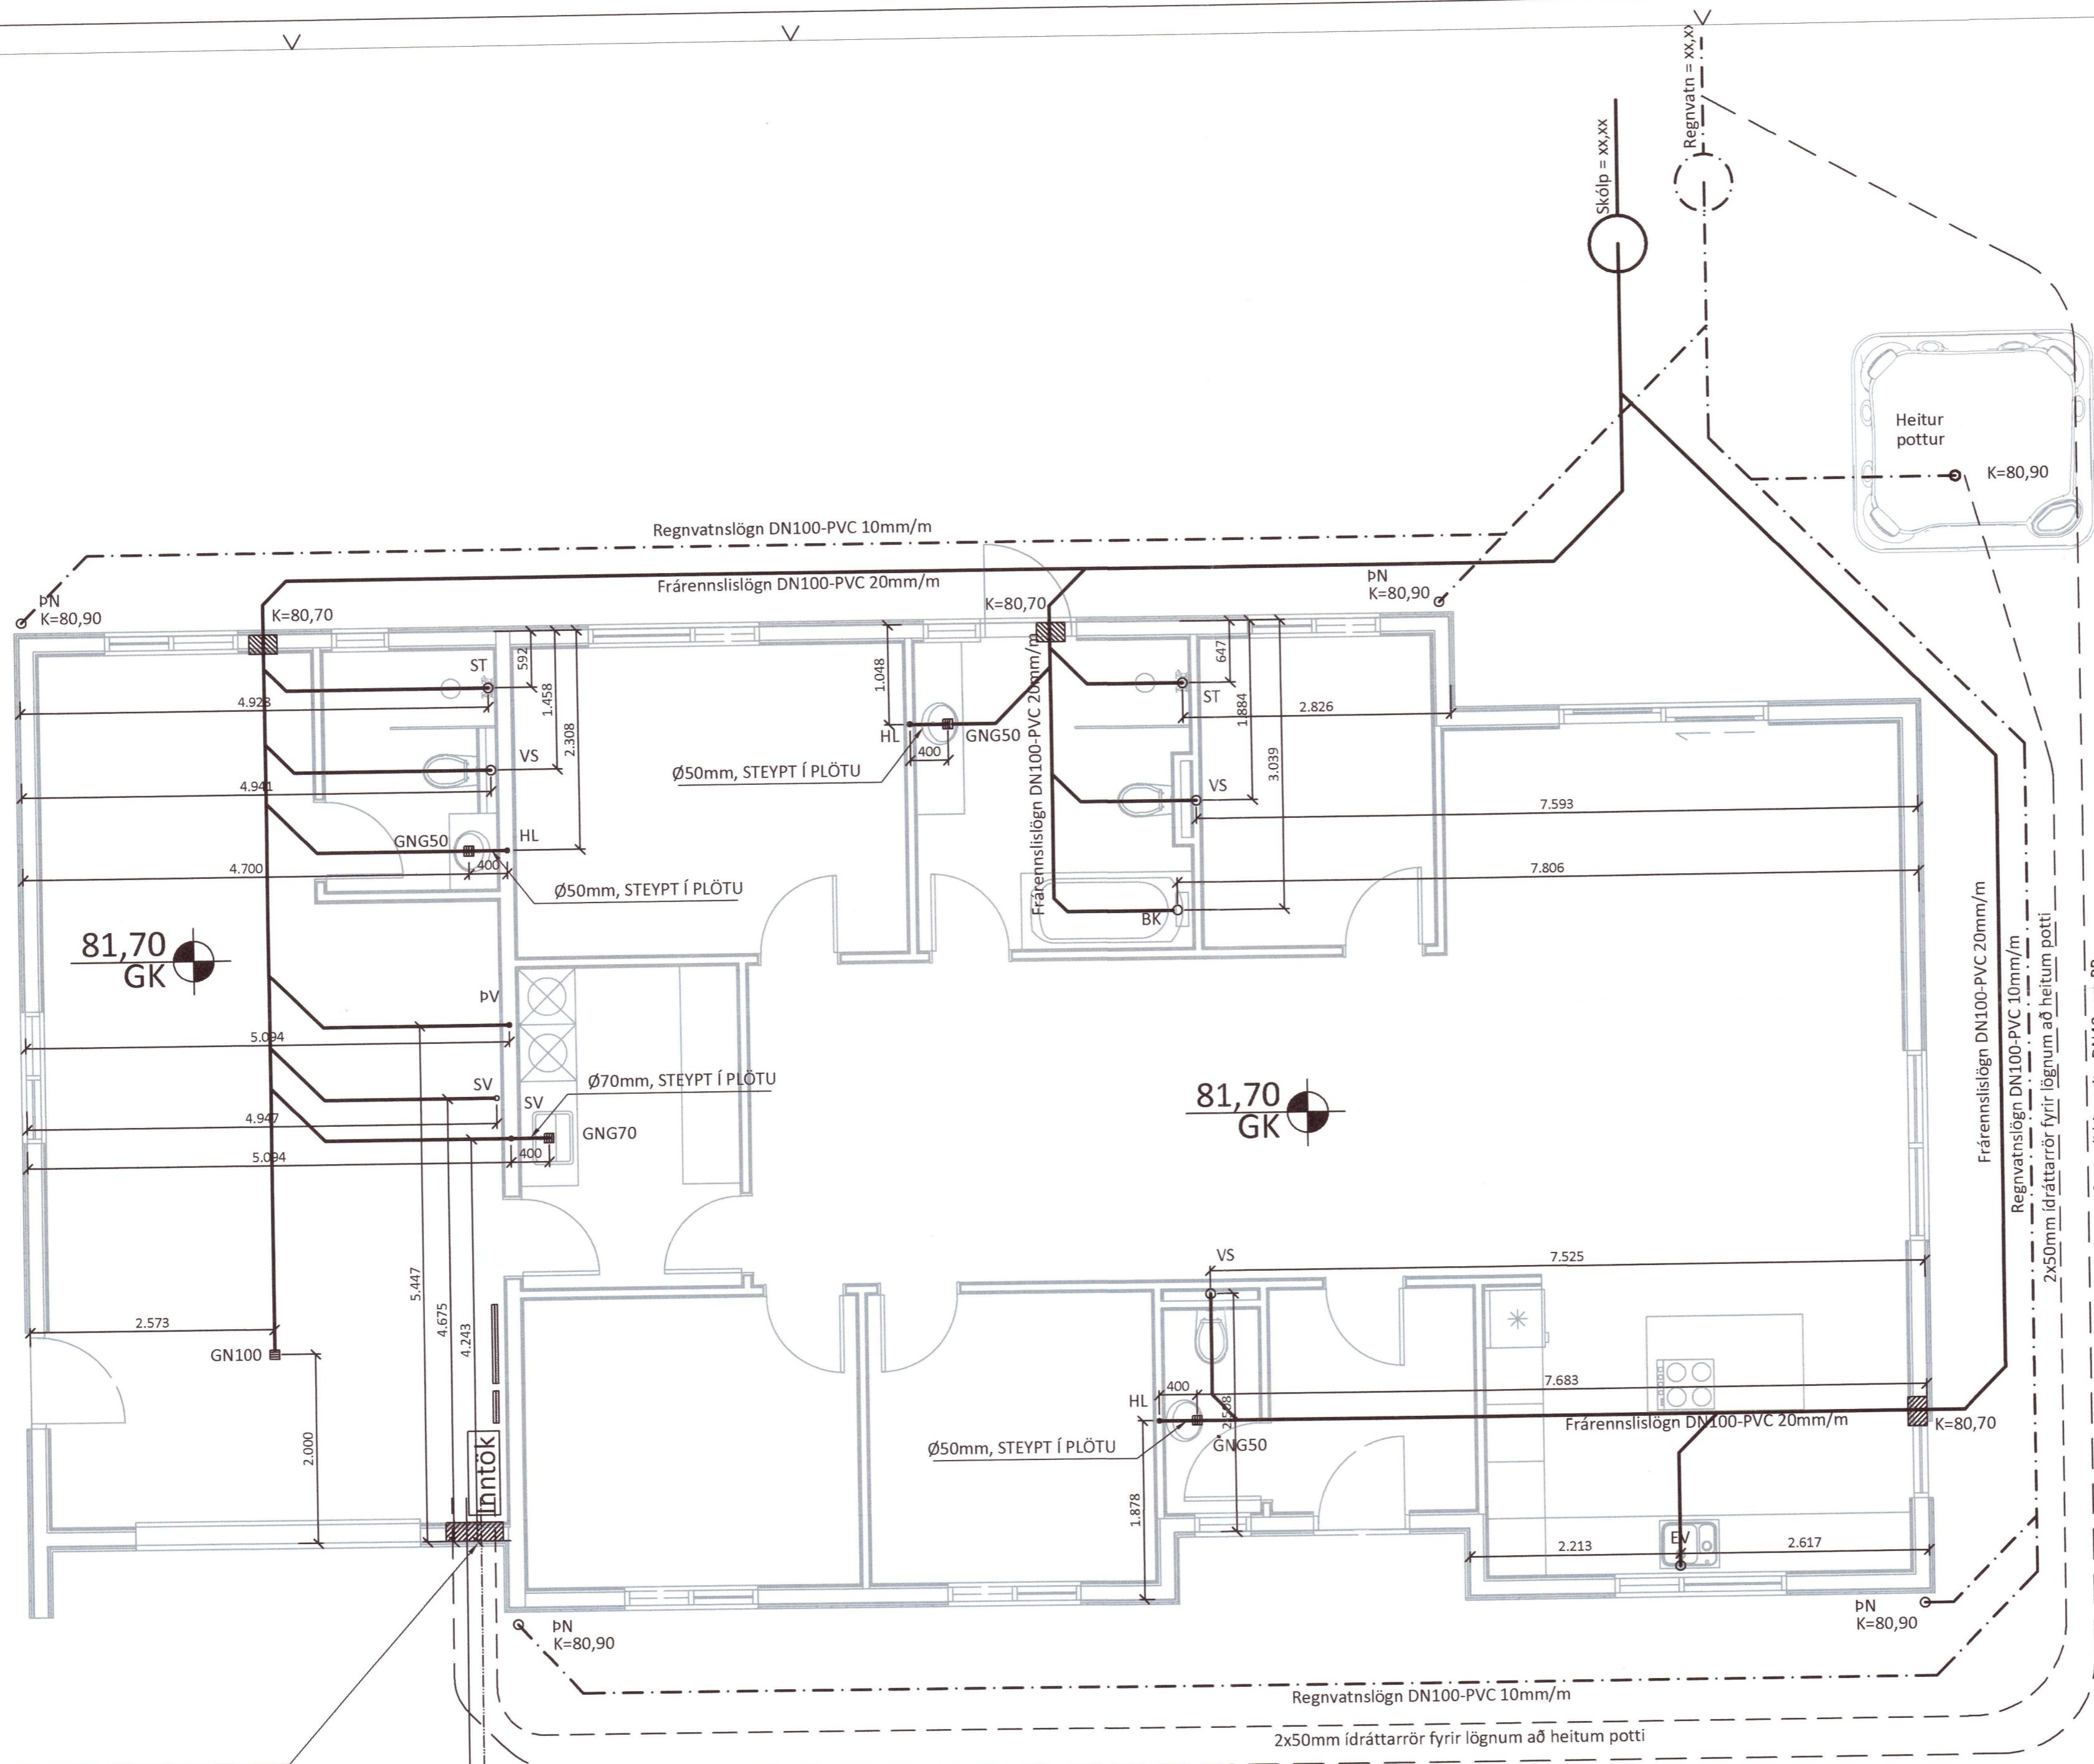 Regnvatn = xx,x
Skólp = xx,xx
Heitur
pottur
K=80,90
Regnvatnslögn DN100-PVC 10mm/m
Frárennslislögn DN100-PVC 20mm/m
ÞN
K=80,90
ÞN
K=80,90
K=80,70
K=80,70
ST
592
1.458
2.308
4.928
VS
4.941
GNG50
HL
4.700
400
Ø50mm, STEYPT Í PLÖTU
1.048
HL
GNG50
400
Ø50mm, STEYPT Í PLÖTU
Frárennslislögn DN100-PVC 20mm/m
647
ST
1.884
2.826
3.039
VS
7.593
7.806
BK
81,70
GK
ÞV
5.094
SV
4.947
SV
Ø70mm, STEYPT Í PLÖTU
GNG70
400
5.094
81,70
GK
Frárennslislögn DN100-PVC 20mm/m
Regnvatnslögn DN100-PVC 10mm/m
2x50mm ídráttarrör fyrir lögnum að heitum potti
5.447
4.675
4.243
2.573
GN100
2.000
Inntök
VS
7.525
7.683
400
HL
GNG50
Ø50mm, STEYPT Í PLÖTU
1.878
Frárennslislögn DN100-PVC 20mm/m
K=80,70
EV
2.213
2.617
ÞN
K=80,90
ÞN
K=80,90
Regnvatnslögn DN100-PVC 10mm/m
2x50mm ídráttarrör fyrir lögnum að heitum potti